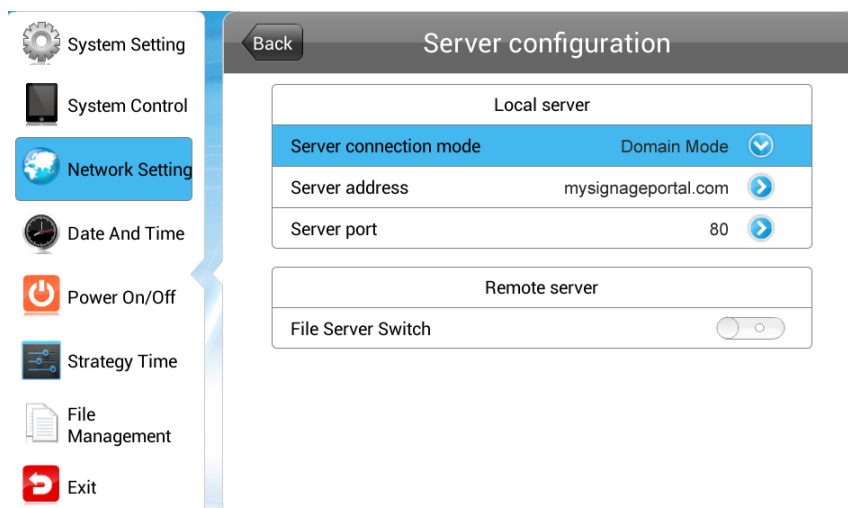 System Setting
System Control
Network Setting
Date And Time
Power On/Off
Strategy Time
File
Management
Exit
Back
Server configuration
Local server
Server connection mode Domain Mode
Server address mysignageportal.com
Server port 80
Remote server
File Server Switch